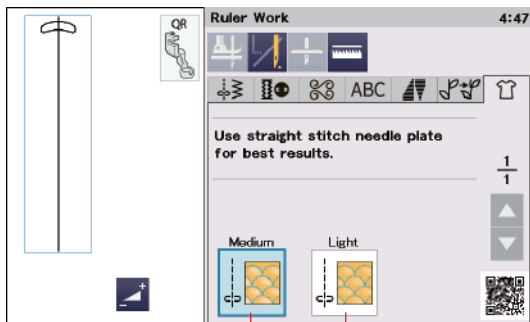 QR
Ruler Work
4:47
ABC
Use straight stitch needle plate
for best results.
1
1
Medium
Light